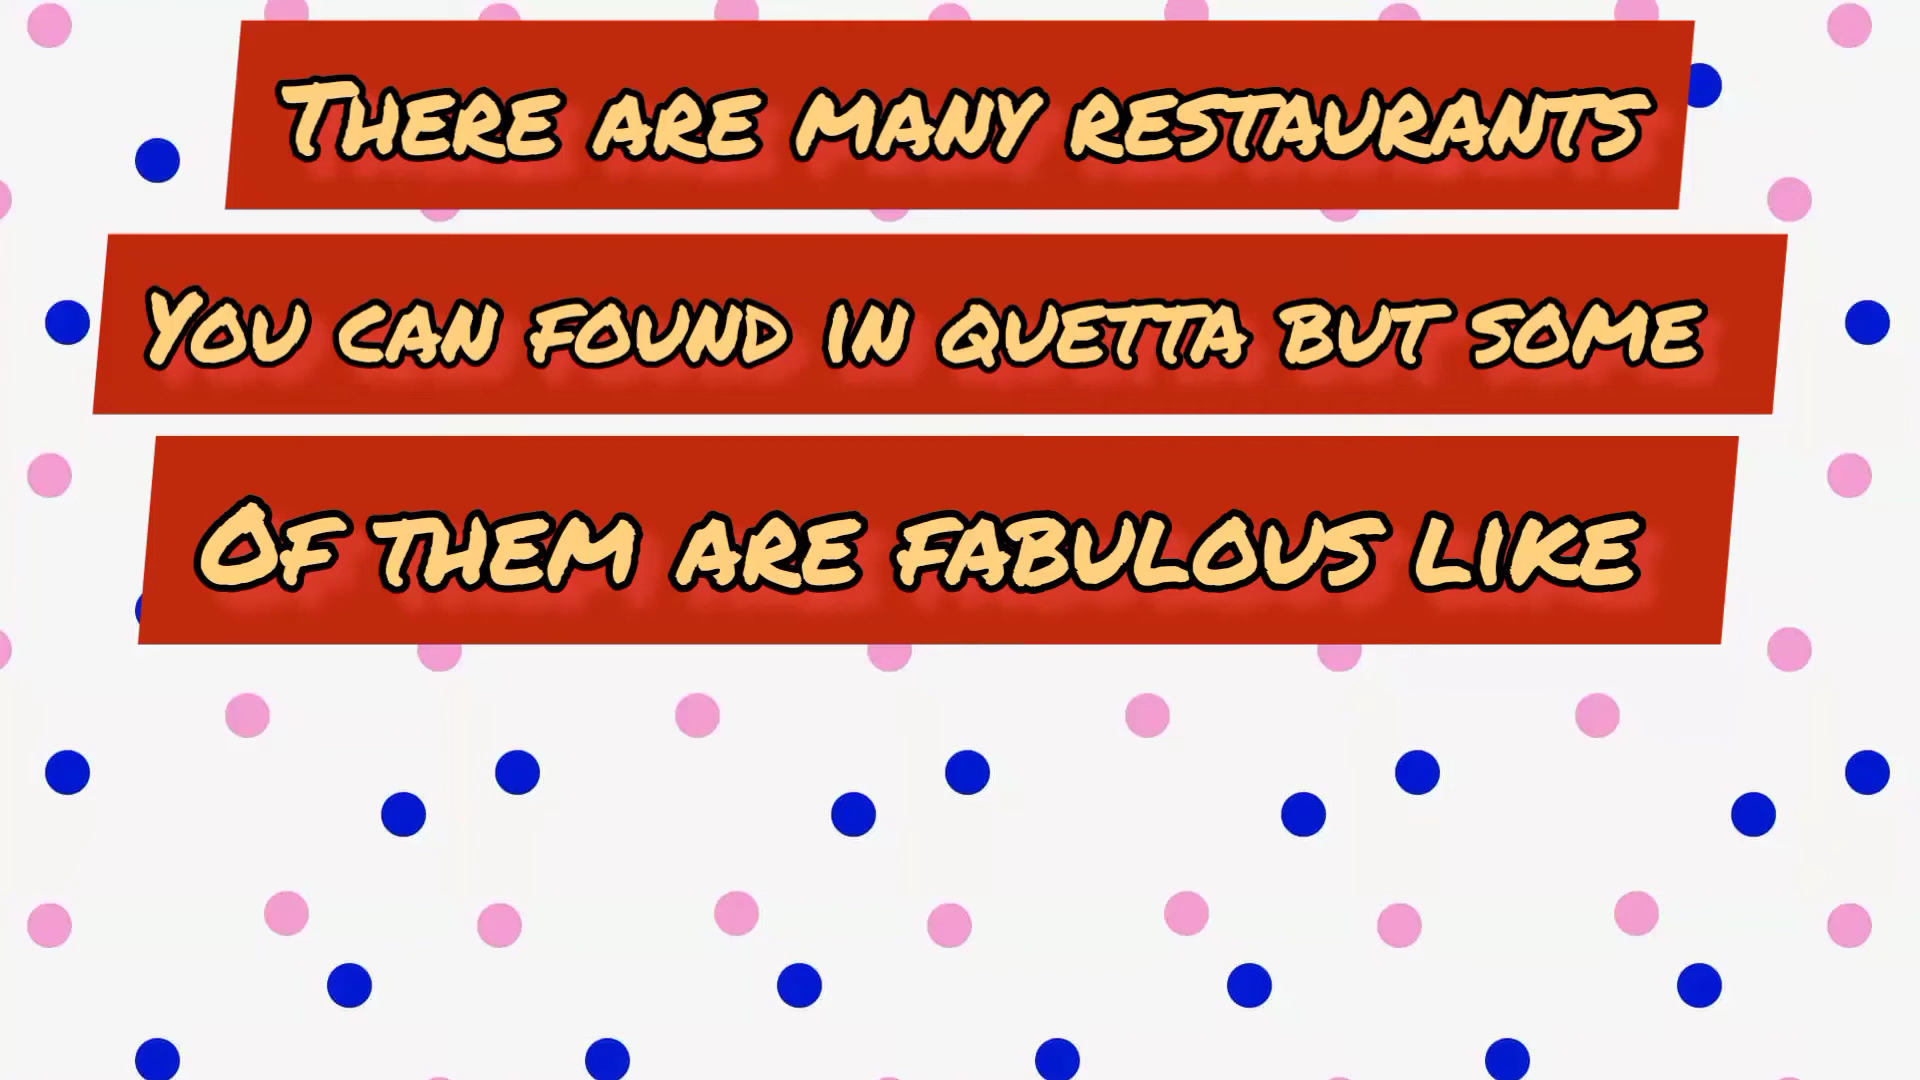 There are many restaurants
You can found in quetta but some
Of them are fabulous like